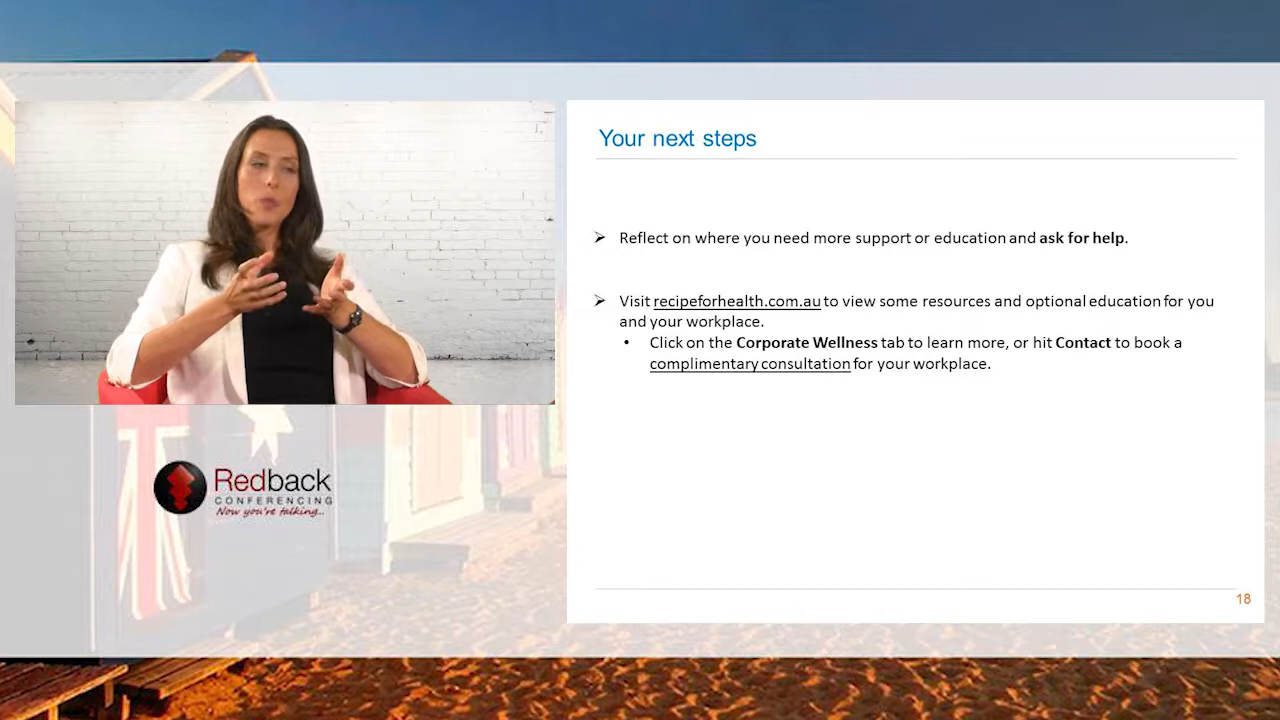 Your next steps
Reflect on where you need more support or education and ask for help.
Visit recipeforhealth.com.au to view some resources and optional education for you
and your workplace.
Click on the Corporate Wellness tab to learn more, or hit Contact to book a
complimentary consultation for your workplace.
18
Redback
CONFERENCING
Now you're talking...